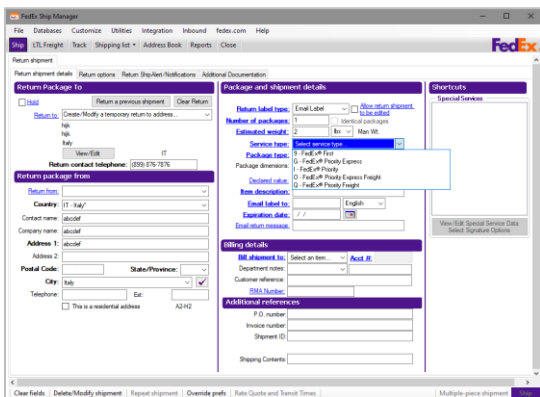 FedEx Ship Manager
File Databases Customize Utilities Integration Inbound fedex.com Help
Ship LTL Freight Track Shipping list Address Book Reports Close
FedEx
Return shipment
Return shipment details Return options Return ShipAlert/Notifications Additional Documentation
Return Package To
Hold Return a previous shipment Clear Return
Return to: Create/Modify a temporary return to address...
hijk
hijk
Italy
View/Edit IT
Return contact telephone: (899) 876-7876
Return package from
Return from:
Country: IT - Italy*
Contact name: abcdef
Company name: abcdef
Address 1: abcdef
Address 2:
Postal Code: State/Province:
City: Italy
Telephone: Ext:
This is a residential address A2-H2
Package and shipment details
Return label type: Email Label Allow return shipment to be edited
Number of packages: 1 Identical packages
Estimated weight: 2 lbs Man Wt.
Service type: Select service type...
9 - FedEx® First
G - FedEx® Priority Express
I - FedEx® Priority
O - FedEx® Priority Express Freight
Q - FedEx® Priority Freight
Package type:
Package dimensions:
Declared value:
Item description:
Email label to: English
Expiration date: / /
Email return message:
Billing details
Bill shipment to: Select an item... Acct #:
Department notes:
Customer reference:
RMA Number:
Additional references
P.O. number:
Invoice number:
Shipment ID:
Shipping Contents:
Shortcuts
Special Services
View/Edit Special Service Data
Select Signature Options
Clear fields Delete/Modify shipment Repeat shipment Override prefs Rate Quote and Transit Times Multiple-piece shipment Ship